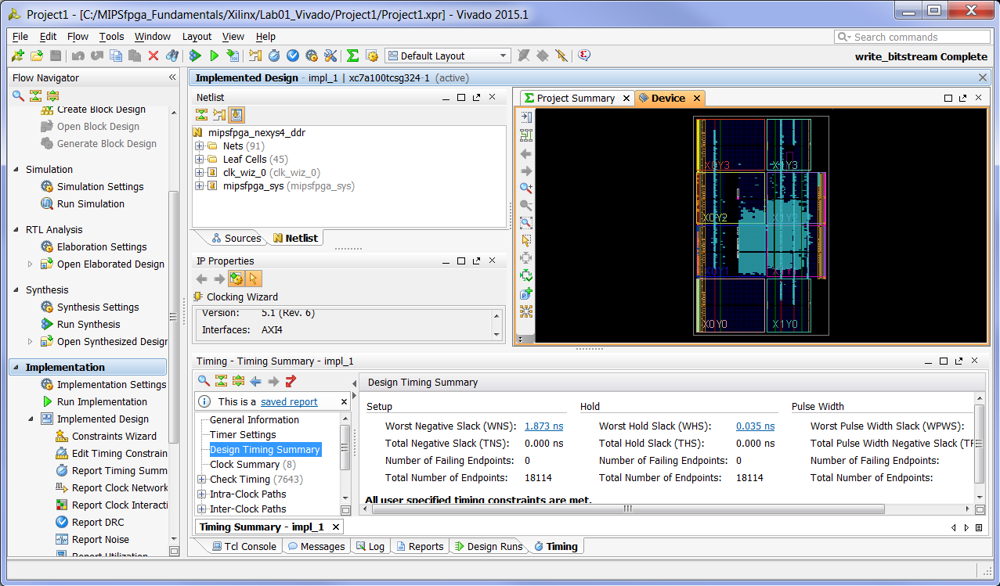 Project1 - [C:/MIPSfpga_Fundamentals/Xilinx/Lab01_Vivado/Project1/Project1.xpr] - Vivado 2015.1
File Edit Flow Tools Window Layout View Help
Search commands
Default Layout
write_bitstream Complete
Flow Navigator
Create Block Design
Open Block Design
Generate Block Design
Simulation
Simulation Settings
Run Simulation
RTL Analysis
Elaboration Settings
Open Elaborated Design
Synthesis
Synthesis Settings
Run Synthesis
Open Synthesized Design
Implementation
Implementation Settings
Run Implementation
Implemented Design
Constraints Wizard
Edit Timing Constrain
Report Timing Summ
Report Clock Network
Report Clock Interacti
Report DRC
Report Noise
Report Utilization
Implemented Design - impl_1 | xc7a100tcsg324-1 (active)
Netlist
mipsfpga_nexys4_ddr
Nets (91)
Leaf Cells (45)
clk_wiz_0 (clk_wiz_0)
mipsfpga_sys (mipsfpga_sys)
Sources Netlist
IP Properties
Clocking Wizard
Version: 5.1 (Rev. 6)
Interfaces: AXI4
Project Summary Device
X0Y3 X1Y3
X0Y2 X1Y2
X0Y1
X0Y0 X1Y0
Timing - Timing Summary - impl_1
This is a saved report
General Information
Timer Settings
Design Timing Summary
Clock Summary (8)
Check Timing (7643)
Intra-Clock Paths
Inter-Clock Paths
Design Timing Summary
Setup Hold Pulse Width
Worst Negative Slack (WNS): 1.873 ns Worst Hold Slack (WHS): 0.035 ns Worst Pulse Width Slack (WPWS):
Total Negative Slack (TNS): 0.000 ns Total Hold Slack (THS): 0.000 ns Total Pulse Width Negative Slack (TP
Number of Failing Endpoints: 0 Number of Failing Endpoints: 0 Number of Failing Endpoints:
Total Number of Endpoints: 18114 Total Number of Endpoints: 18114 Total Number of Endpoints:
All user specified timing constraints are met.
Timing Summary - impl_1
Tcl Console Messages Log Reports Design Runs Timing